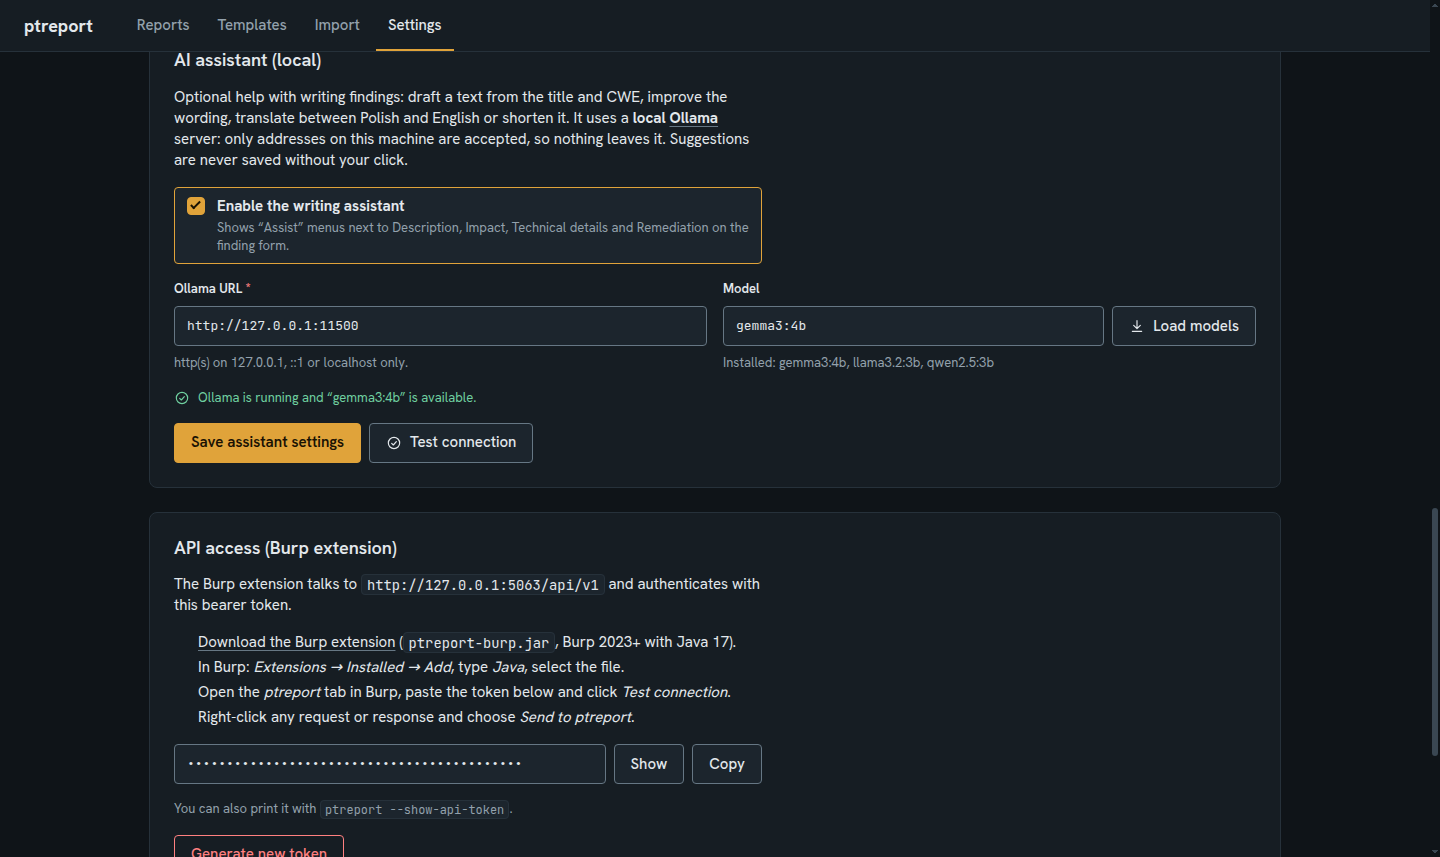 ptreport Reports Templates Import Settings
AI assistant (local)
Optional help with writing findings: draft a text from the title and CWE, improve the
wording, translate between Polish and English or shorten it. It uses a local Ollama
server: only addresses on this machine are accepted, so nothing leaves it. Suggestions
are never saved without your click.
Enable the writing assistant
Shows “Assist” menus next to Description, Impact, Technical details and Remediation on the
finding form.
Ollama URL *
http://127.0.0.1:11500
http(s) on 127.0.0.1, ::1 or localhost only.
Model
gemma3:4b
Load models
Installed: gemma3:4b, llama3.2:3b, qwen2.5:3b
Ollama is running and “gemma3:4b” is available.
Save assistant settings
Test connection
API access (Burp extension)
The Burp extension talks to http://127.0.0.1:5063/api/v1 and authenticates with
this bearer token.
Download the Burp extension (ptreport-burp.jar, Burp 2023+ with Java 17).
In Burp: Extensions → Installed → Add, type Java, select the file.
Open the ptreport tab in Burp, paste the token below and click Test connection.
Right-click any request or response and choose Send to ptreport.
••••••••••••••••••••••••••••••••••••••••••• Show Copy
You can also print it with ptreport --show-api-token.
Generate new token